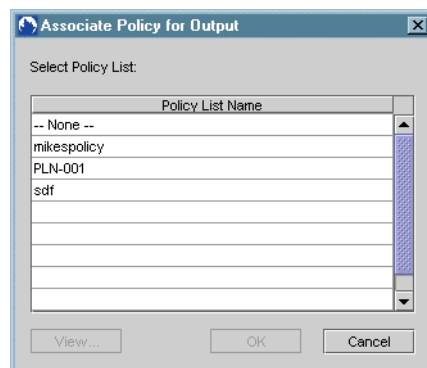 Associate Policy for Output
Select Policy List:
Policy List Name
-- None --
mikespolicy
PLN-001
sdf
View...
OK
Cancel